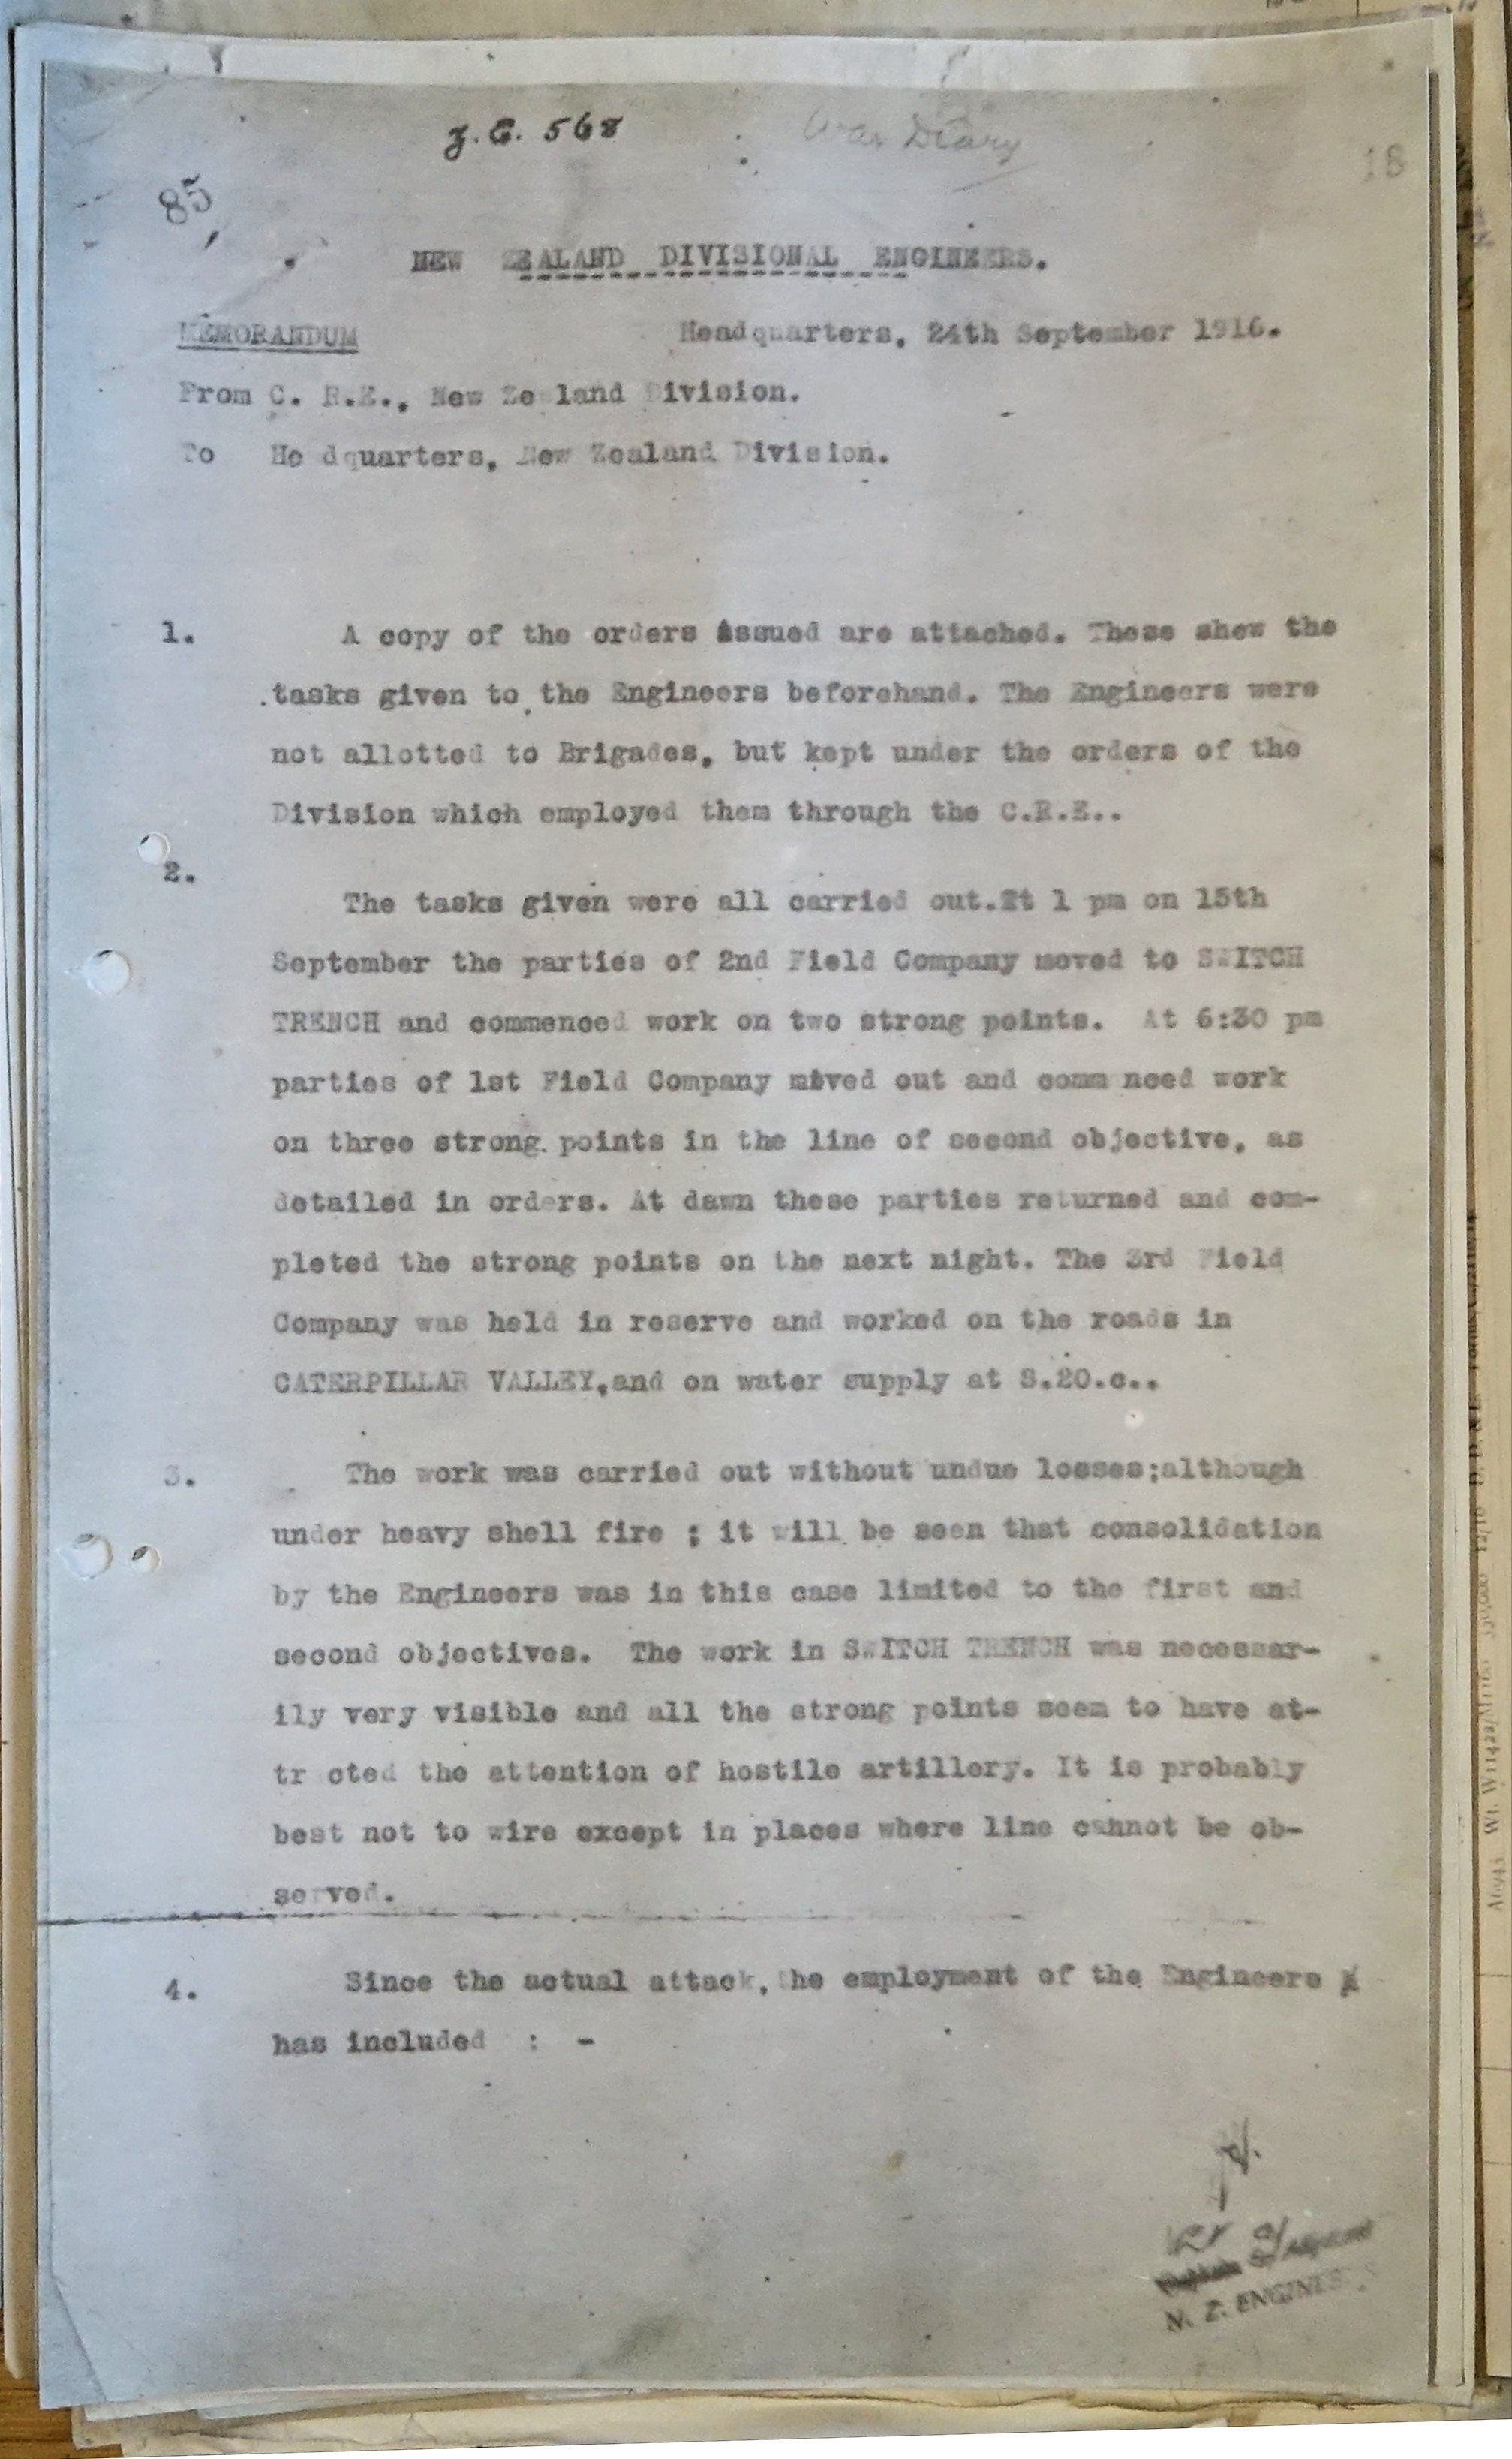 z.G. 568
War Diary
18
85
NEW ZEALAND DIVISIONAL ENGINEERS.
MEMORANDUM Headquarters, 24th September 1916.
From C. R.E., New Zealand Division.
To Headquarters, New Zealand Division.
1. A copy of the orders issued are attached. These shew the
tasks given to the Engineers beforehand. The Engineers were
not allotted to Brigades, but kept under the orders of the
Division which employed them through the C.R.E..
2.
The tasks given were all carried out.At 1 pm on 15th
September the parties of 2nd Field Company moved to SWITCH
TRENCH and commenced work on two strong points. At 6:30 pm
parties of 1st Field Company moved out and commenced work
on three strong points in the line of second objective, as
detailed in orders. At dawn these parties returned and com-
pleted the strong points on the next night. The 3rd Field
Company was held in reserve and worked on the roads in
CATERPILLAR VALLEY,and on water supply at S.20.c..
3. The work was carried out without undue losses;although
under heavy shell fire ; it will be seen that consolidation
by the Engineers was in this case limited to the first and
second objectives. The work in SWITCH TRENCH was necessar-
ily very visible and all the strong points seem to have at-
tracted the attention of hostile artillery. It is probably
best not to wire except in places where line cannot be ob-
served.
4. Since the actual attack,the employment of the Engineers
has included : -
N. Z. ENGINEERS